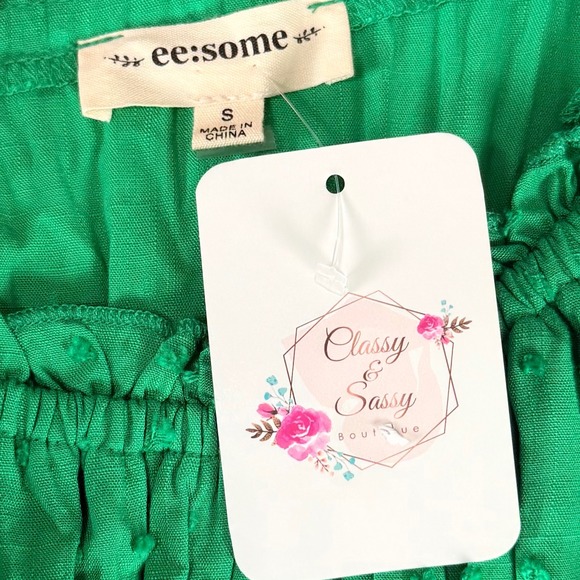 ee:some
S
MADE IN
CHINA
Classy
&
Sassy
Boutique